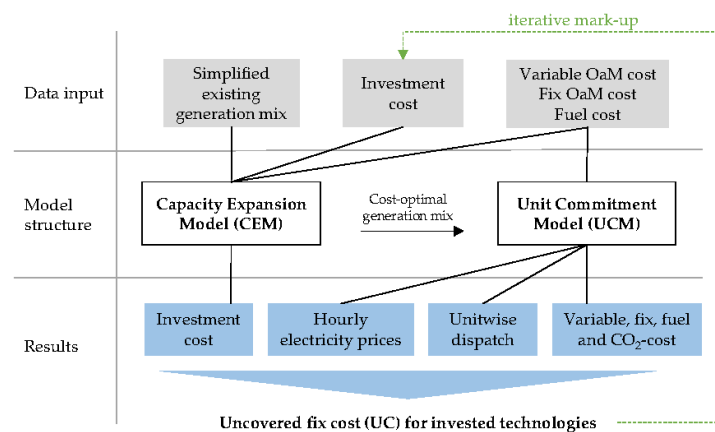 iterative mark-up
Data input
Simplified
existing
generation mix
Investment
cost
Variable OaM cost
Fix OaM cost
Fuel cost
Model
structure
Capacity Expansion
Model (CEM)
Cost-optimal
generation mix
Unit Commitment
Model (UCM)
Results
Investment
cost
Hourly
electricity prices
Unitwise
dispatch
Variable, fix, fuel
and CO₂-cost
Uncovered fix cost (UC) for invested technologies